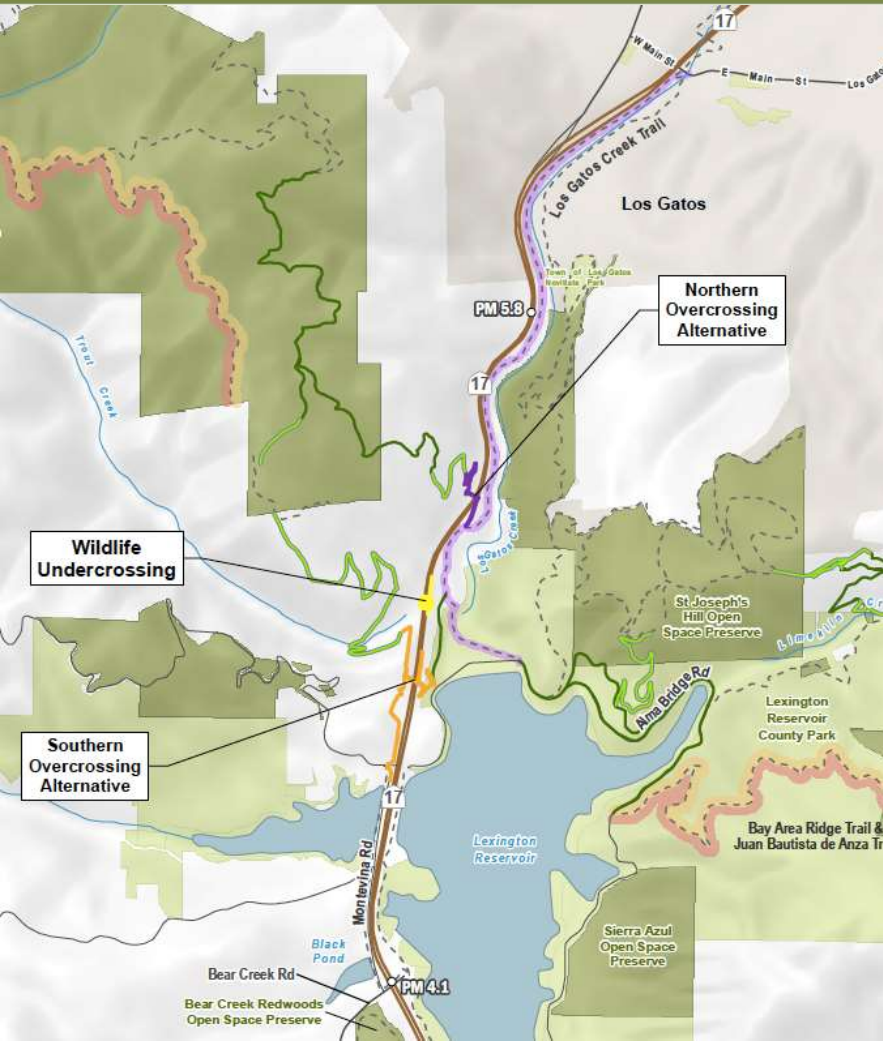 17
W Main St
E Main St
Los Gato
Los Gatos Creek Trail
Los Gatos
Town of Los Gatos
Novitiate Park
Northern
Overcrossing
Alternative
PM 5.8
Trout Creek
17
Los Gatos Creek
Wildlife
Undercrossing
St Joseph's
Hill Open
Space Preserve
Limekiln Cr
Alma Bridge Rd
Lexington
Reservoir
County Park
Southern
Overcrossing
Alternative
17
Bay Area Ridge Trail &
Juan Bautista de Anza Tr
Lexington
Reservoir
Montevina Rd
Sierra Azul
Open Space
Preserve
Black
Pond
Bear Creek Rd
PM 4.1
Bear Creek Redwoods
Open Space Preserve